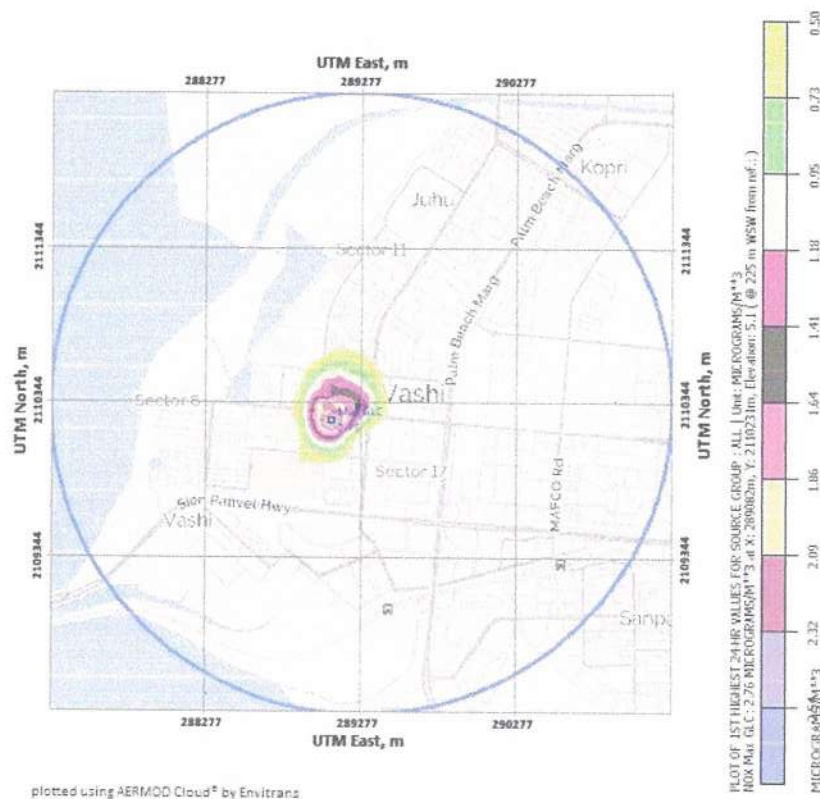 UTM East, m
288277 289277 290277
Kopri
Juhu
Palm Beach Marg
2111344 2111344
Sector 11
Palm Beach Marg
UTM North, m
2110344 2110344
Vashi
Sector 6
UTM North, m
Sector 17
MAFCO Rd
Sion Panvel Hwy
Vashi
2109344 2109344
288277 289277 290277
UTM East, m
plotted using AERMOD Cloud® by Envitrans
PLOT OF 1ST HIGHEST 24-HR VALUES FOR SOURCE GROUP : ALL | Unit: MICROGRAMS/M**3
NOX Max GLC : 2.76 MICROGRAMS/M**3 at X: 289082m, Y: 2110231m, Elevation: 5.1 ( @ 225 m WSW from ref.: )
0.50
0.73
0.95
1.18
1.41
1.64
1.86
2.09
2.32
MICROGRAMS/M**3